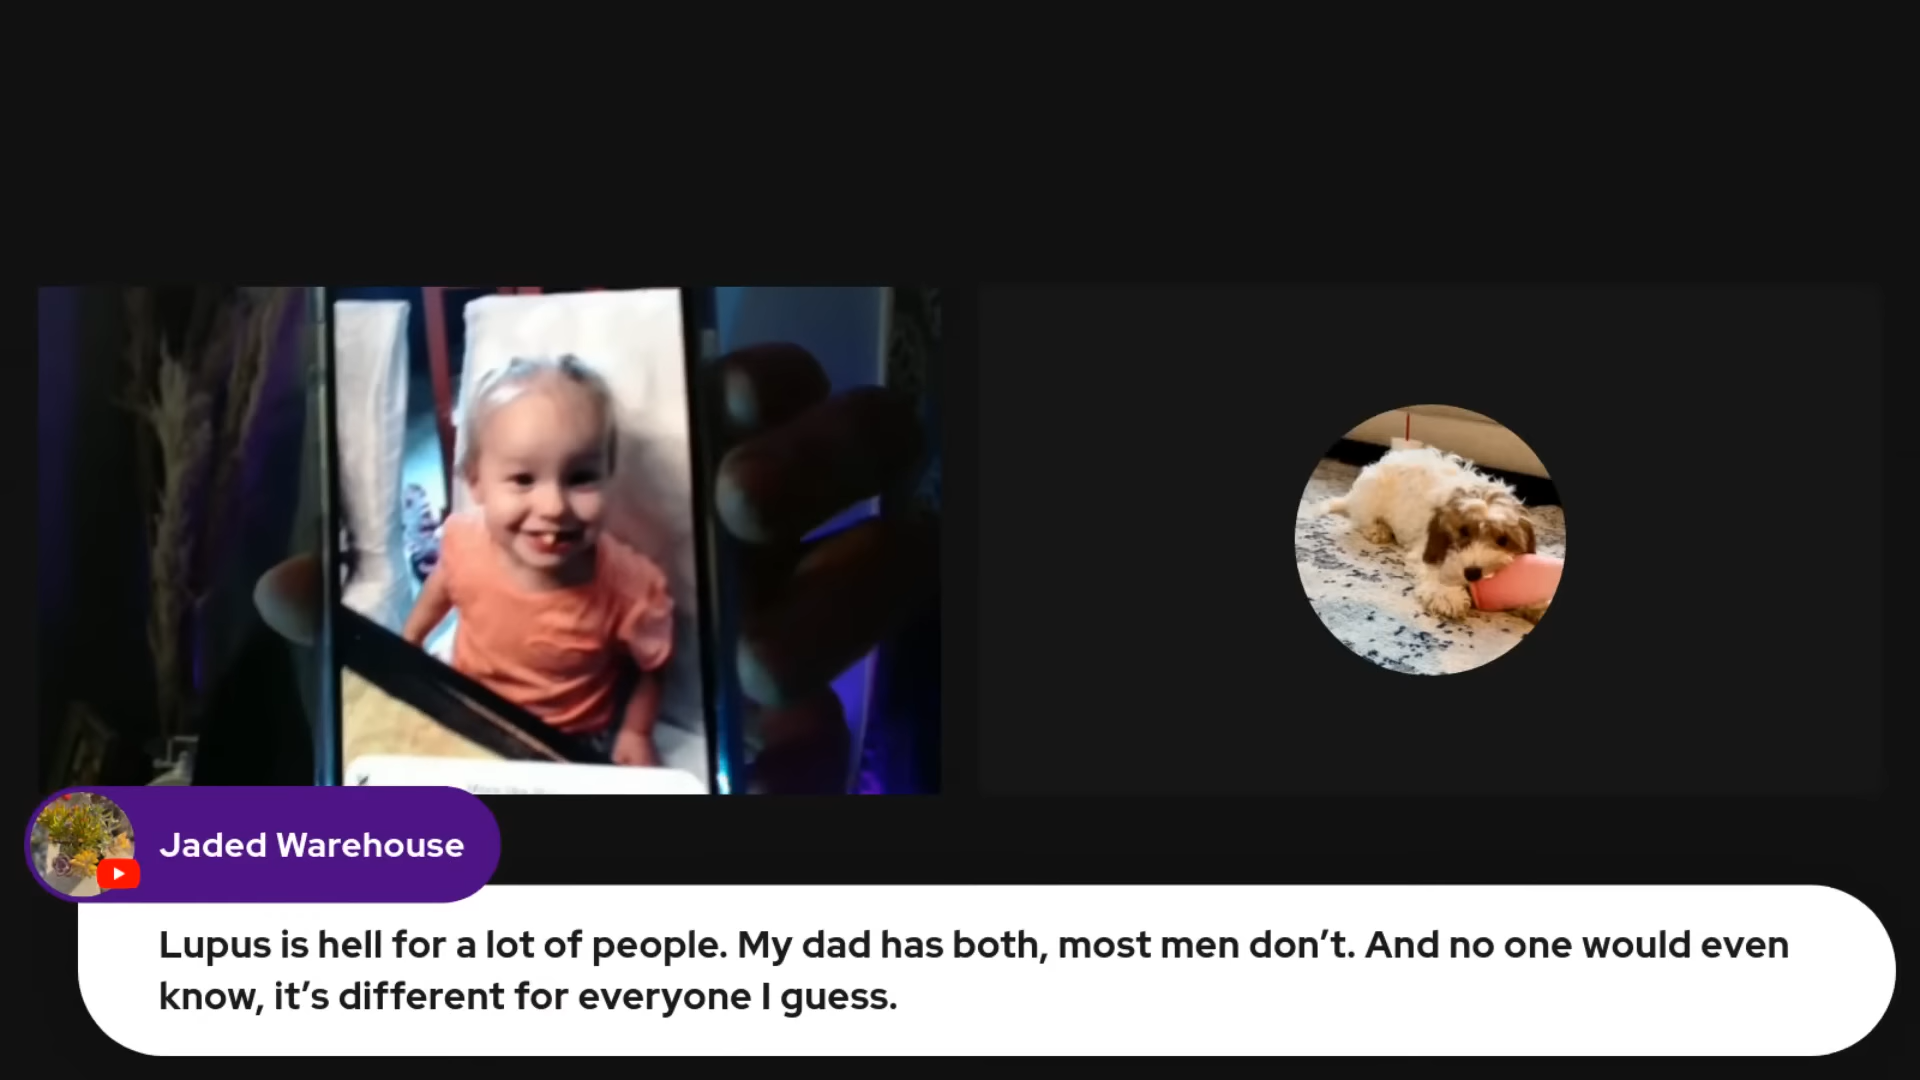 Jaded Warehouse
Lupus is hell for a lot of people. My dad has both, most men don’t. And no one would even
know, it’s different for everyone I guess.